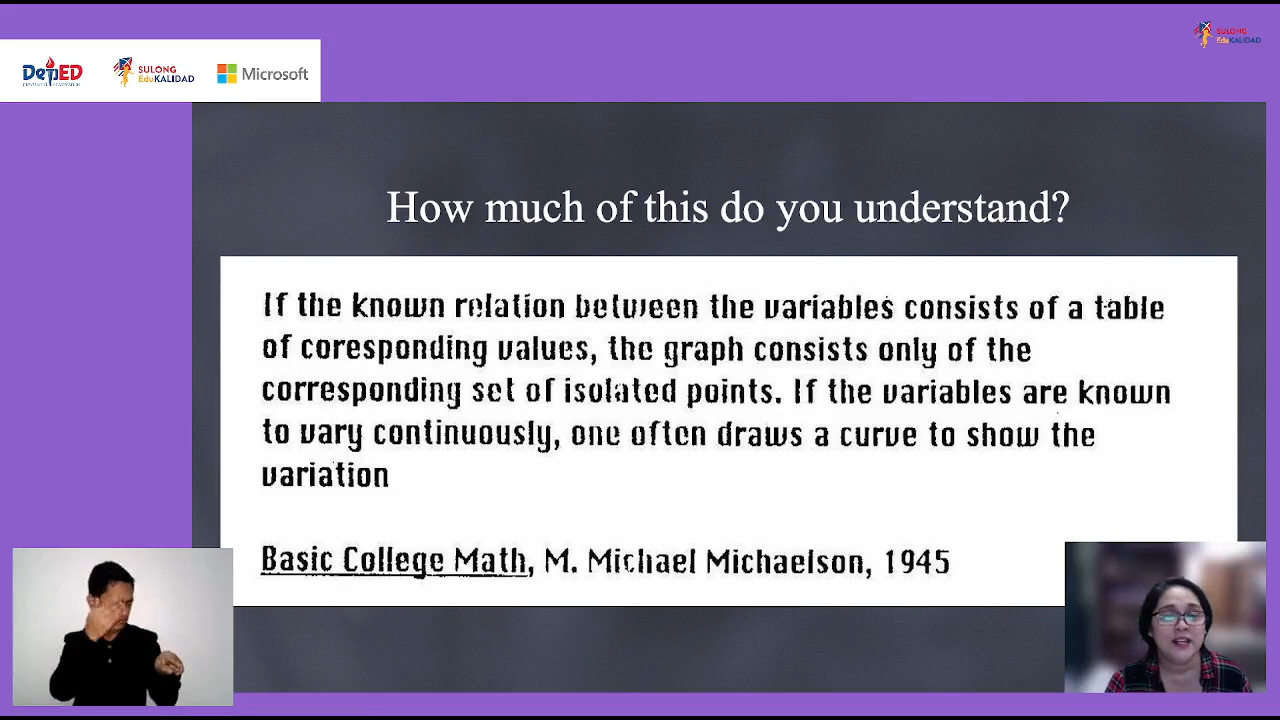 SULONG
EduKALIDAD
DepED
SULONG
EduKALIDAD
Microsoft
How much of this do you understand?
If the known relation between the variables consists of a table
of coresponding values, the graph consists only of the
corresponding set of isolated points. If the variables are known
to vary continuously, one often draws a curve to show the
variation
Basic College Math, M. Michael Michaelson, 1945